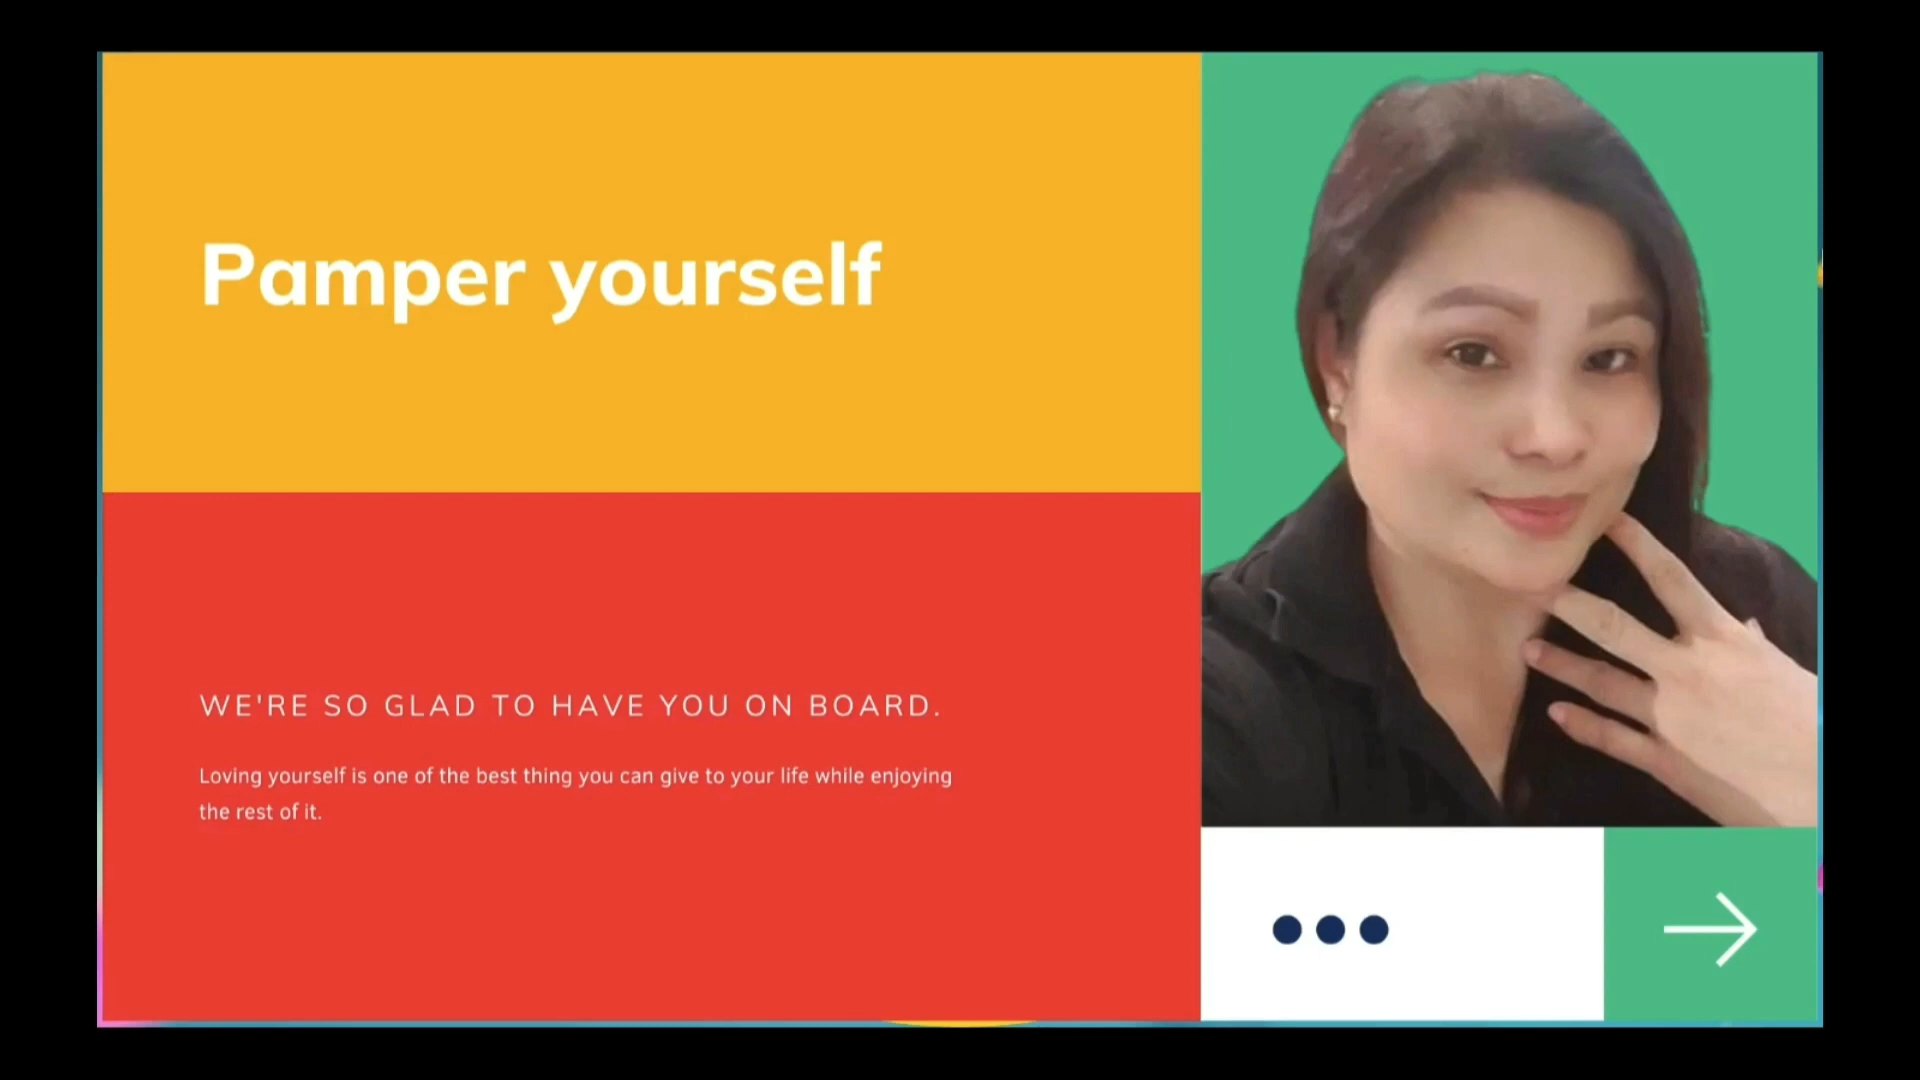 Pamper yourself
WE'RE SO GLAD TO HAVE YOU ON BOARD.
Loving yourself is one of the best thing you can give to your life while enjoying
the rest of it.